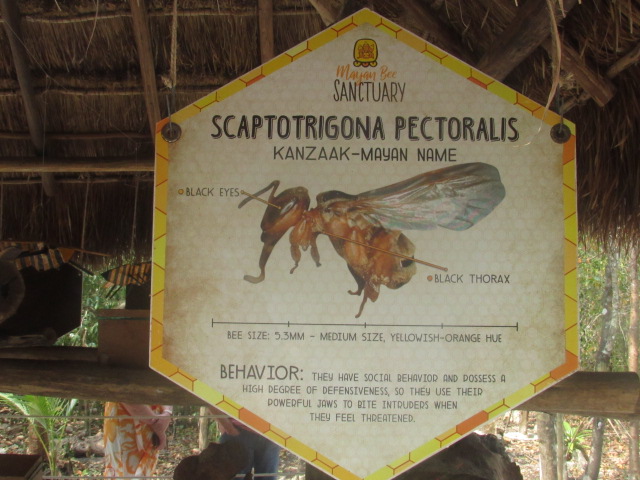 Mayan Bee
SANCTUARY
SCAPTOTRIGONA PECTORALIS
KANZAAK-MAYAN NAME
BLACK EYES
BLACK THORAX
BEE SIZE: 5.3MM - MEDIUM SIZE, YELLOWISH-ORANGE HUE
BEHAVIOR: THEY HAVE SOCIAL BEHAVIOR AND POSSESS A
HIGH DEGREE OF DEFENSIVENESS, SO THEY USE THEIR
POWERFUL JAWS TO BITE INTRUDERS WHEN
THEY FEEL THREATENED.